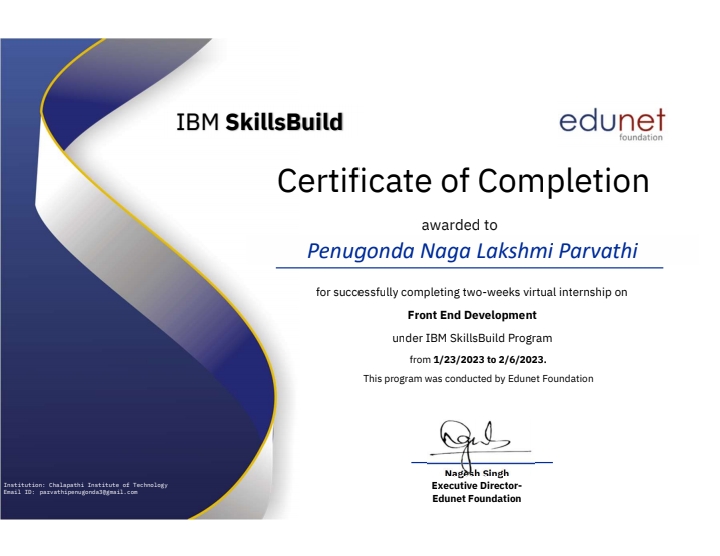 IBM SkillsBuild
edunet
foundation
Certificate of Completion
awarded to
Penugonda Naga Lakshmi Parvathi
for successfully completing two-weeks virtual internship on
Front End Development
under IBM SkillsBuild Program
from 1/23/2023 to 2/6/2023.
This program was conducted by Edunet Foundation
Nagesh Singh
Executive Director-
Edunet Foundation
Institution: Chalapathi Institute of Technology
Email ID: pazvathipenugonda3@gmail.com